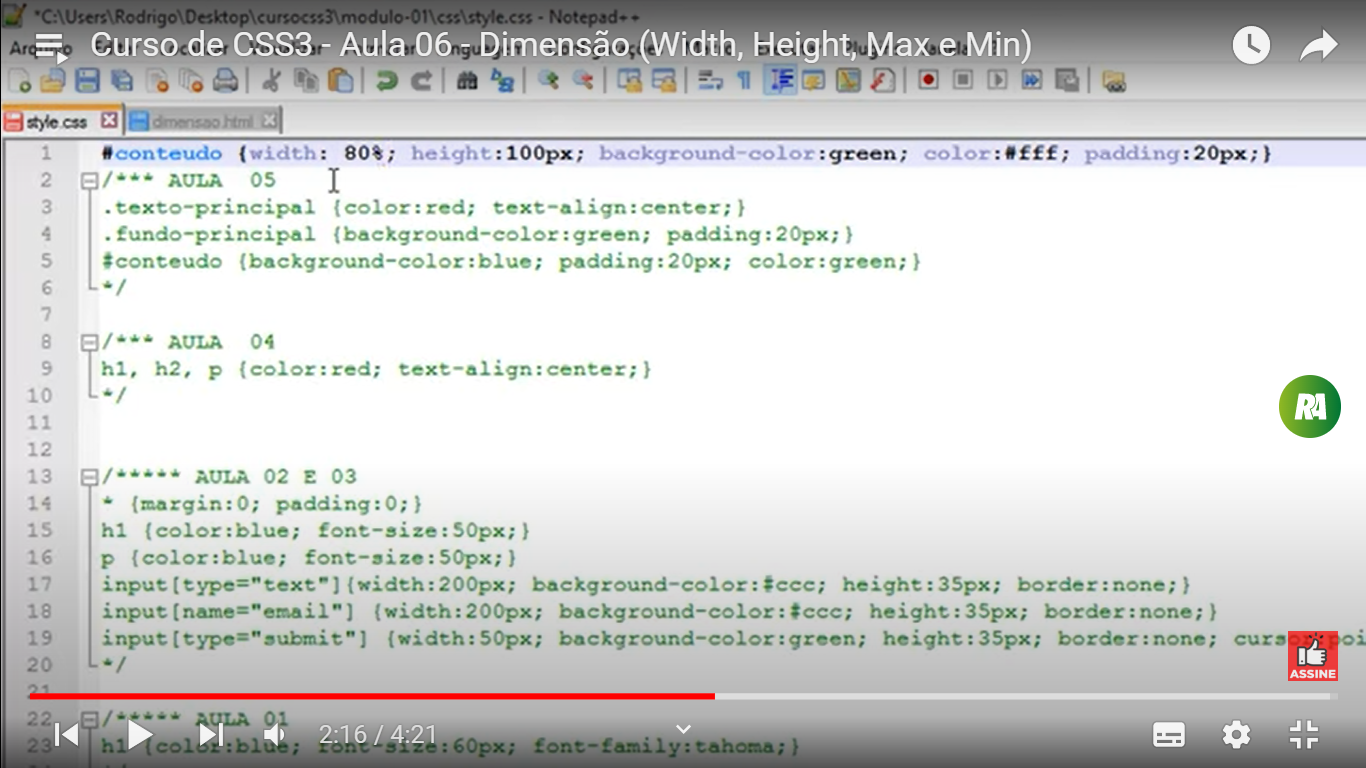 *C:\Users\Rodrigo\Desktop\cursocss3\modulo-01\css\style.css - Notepad++
Curso de CSS3 - Aula 06 - Dimensão (Width, Height, Max e Min)
style.css dimensao.html
1 #conteudo {width: 80%; height:100px; background-color:green; color:#fff; padding:20px;}
2 /*** AULA 05
3 .texto-principal {color:red; text-align:center;}
4 .fundo-principal {background-color:green; padding:20px;}
5 #conteudo {background-color:blue; padding:20px; color:green;}
6 */
7
8 /*** AULA 04
9 h1, h2, p {color:red; text-align:center;}
10 */
11
12
13 /***** AULA 02 E 03
14 * {margin:0; padding:0;}
15 h1 {color:blue; font-size:50px;}
16 p {color:blue; font-size:50px;}
17 input[type="text"]{width:200px; background-color:#ccc; height:35px; border:none;}
18 input[name="email"] {width:200px; background-color:#ccc; height:35px; border:none;}
19 input[type="submit"] {width:50px; background-color:green; height:35px; border:none; cursor:poi
20 */
21
22 /***** AULA 01
23 h1 {color:blue; font-size:60px; font-family:tahoma;}
RA
ASSINE
2:16 / 4:21